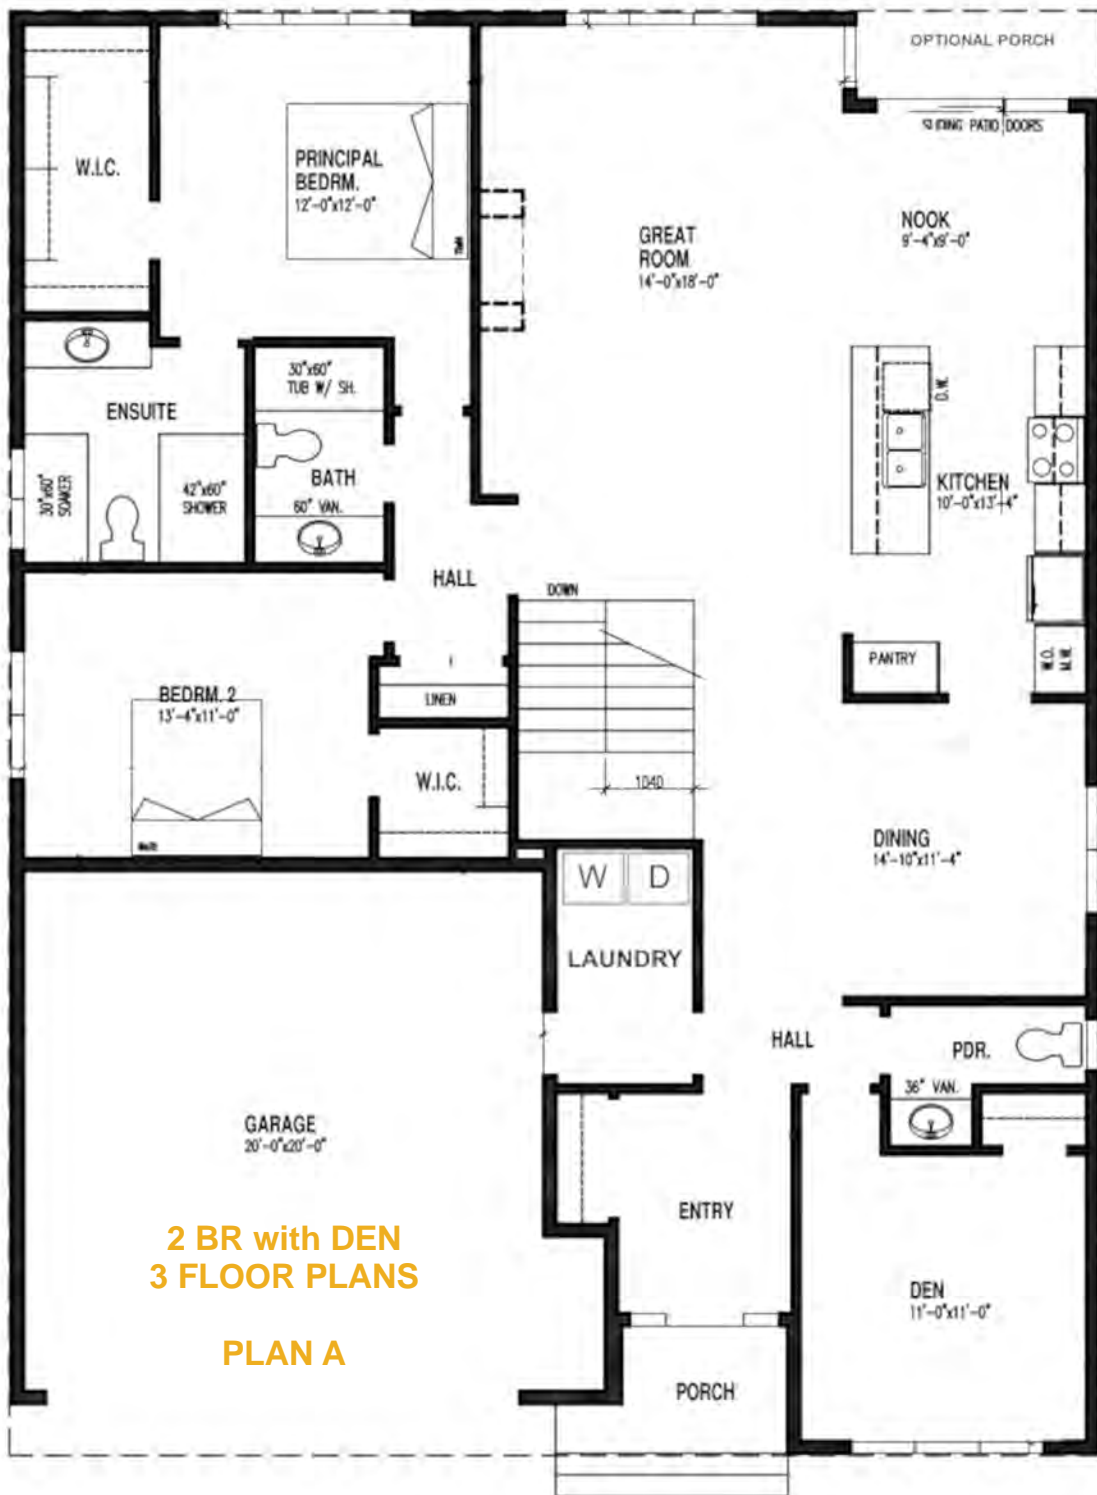 OPTIONAL PORCH
SLIDING PATIO DOORS
W.I.C.
PRINCIPAL
BEDRM.
12'-0"x12'-0"
GREAT
ROOM
14'-0"x18'-0"
NOOK
9'-4"x9'-0"
30"x60"
TUB W/ SH.
ENSUITE
BATH
60" VAN.
30"x60"
SOAKER
42"x60"
SHOWER
D.W.
KITCHEN
10'-0"x13'-4"
HALL
DOWN
PANTRY
W.O.
M.W.
LINEN
BEDRM. 2
13'-4"x11'-0"
W.I.C.
1040
DINING
14'-10"x11'-4"
W D
LAUNDRY
HALL
PDR.
36" VAN.
GARAGE
20'-0"x20'-0"
ENTRY
2 BR with DEN
3 FLOOR PLANS
PLAN A
DEN
11'-0"x11'-0"
PORCH